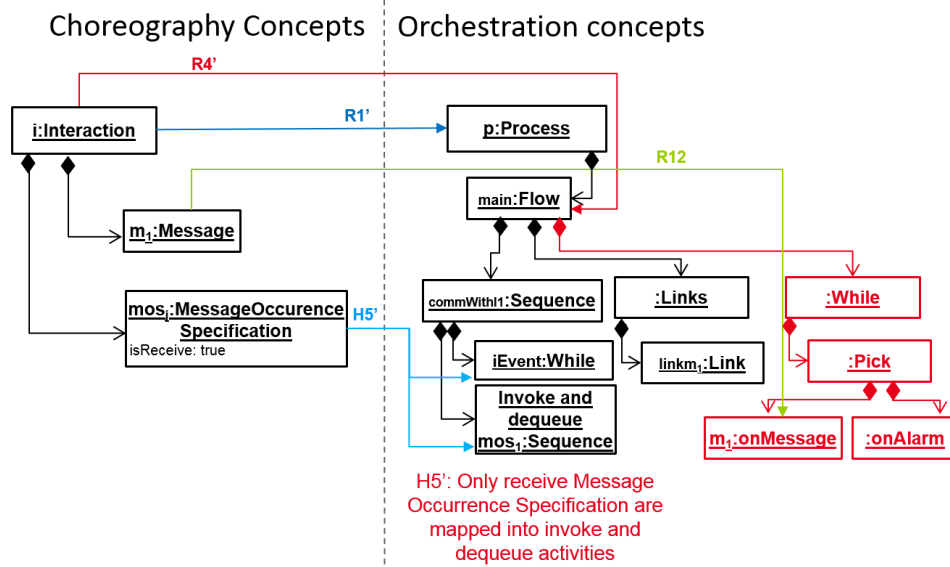 Choreography Concepts
Orchestration concepts
R4’
i:Interaction
R1’
p:Process
R12
main:Flow
m1:Message
commWithI1:Sequence
:Links
:While
mosi:MessageOccurence
Specification
isReceive: true
H5’
iEvent:While
linkm1:Link
:Pick
Invoke and
dequeue
mos1:Sequence
m1:onMessage
:onAlarm
H5’: Only receive Message
Occurrence Specification are
mapped into invoke and
dequeue activities